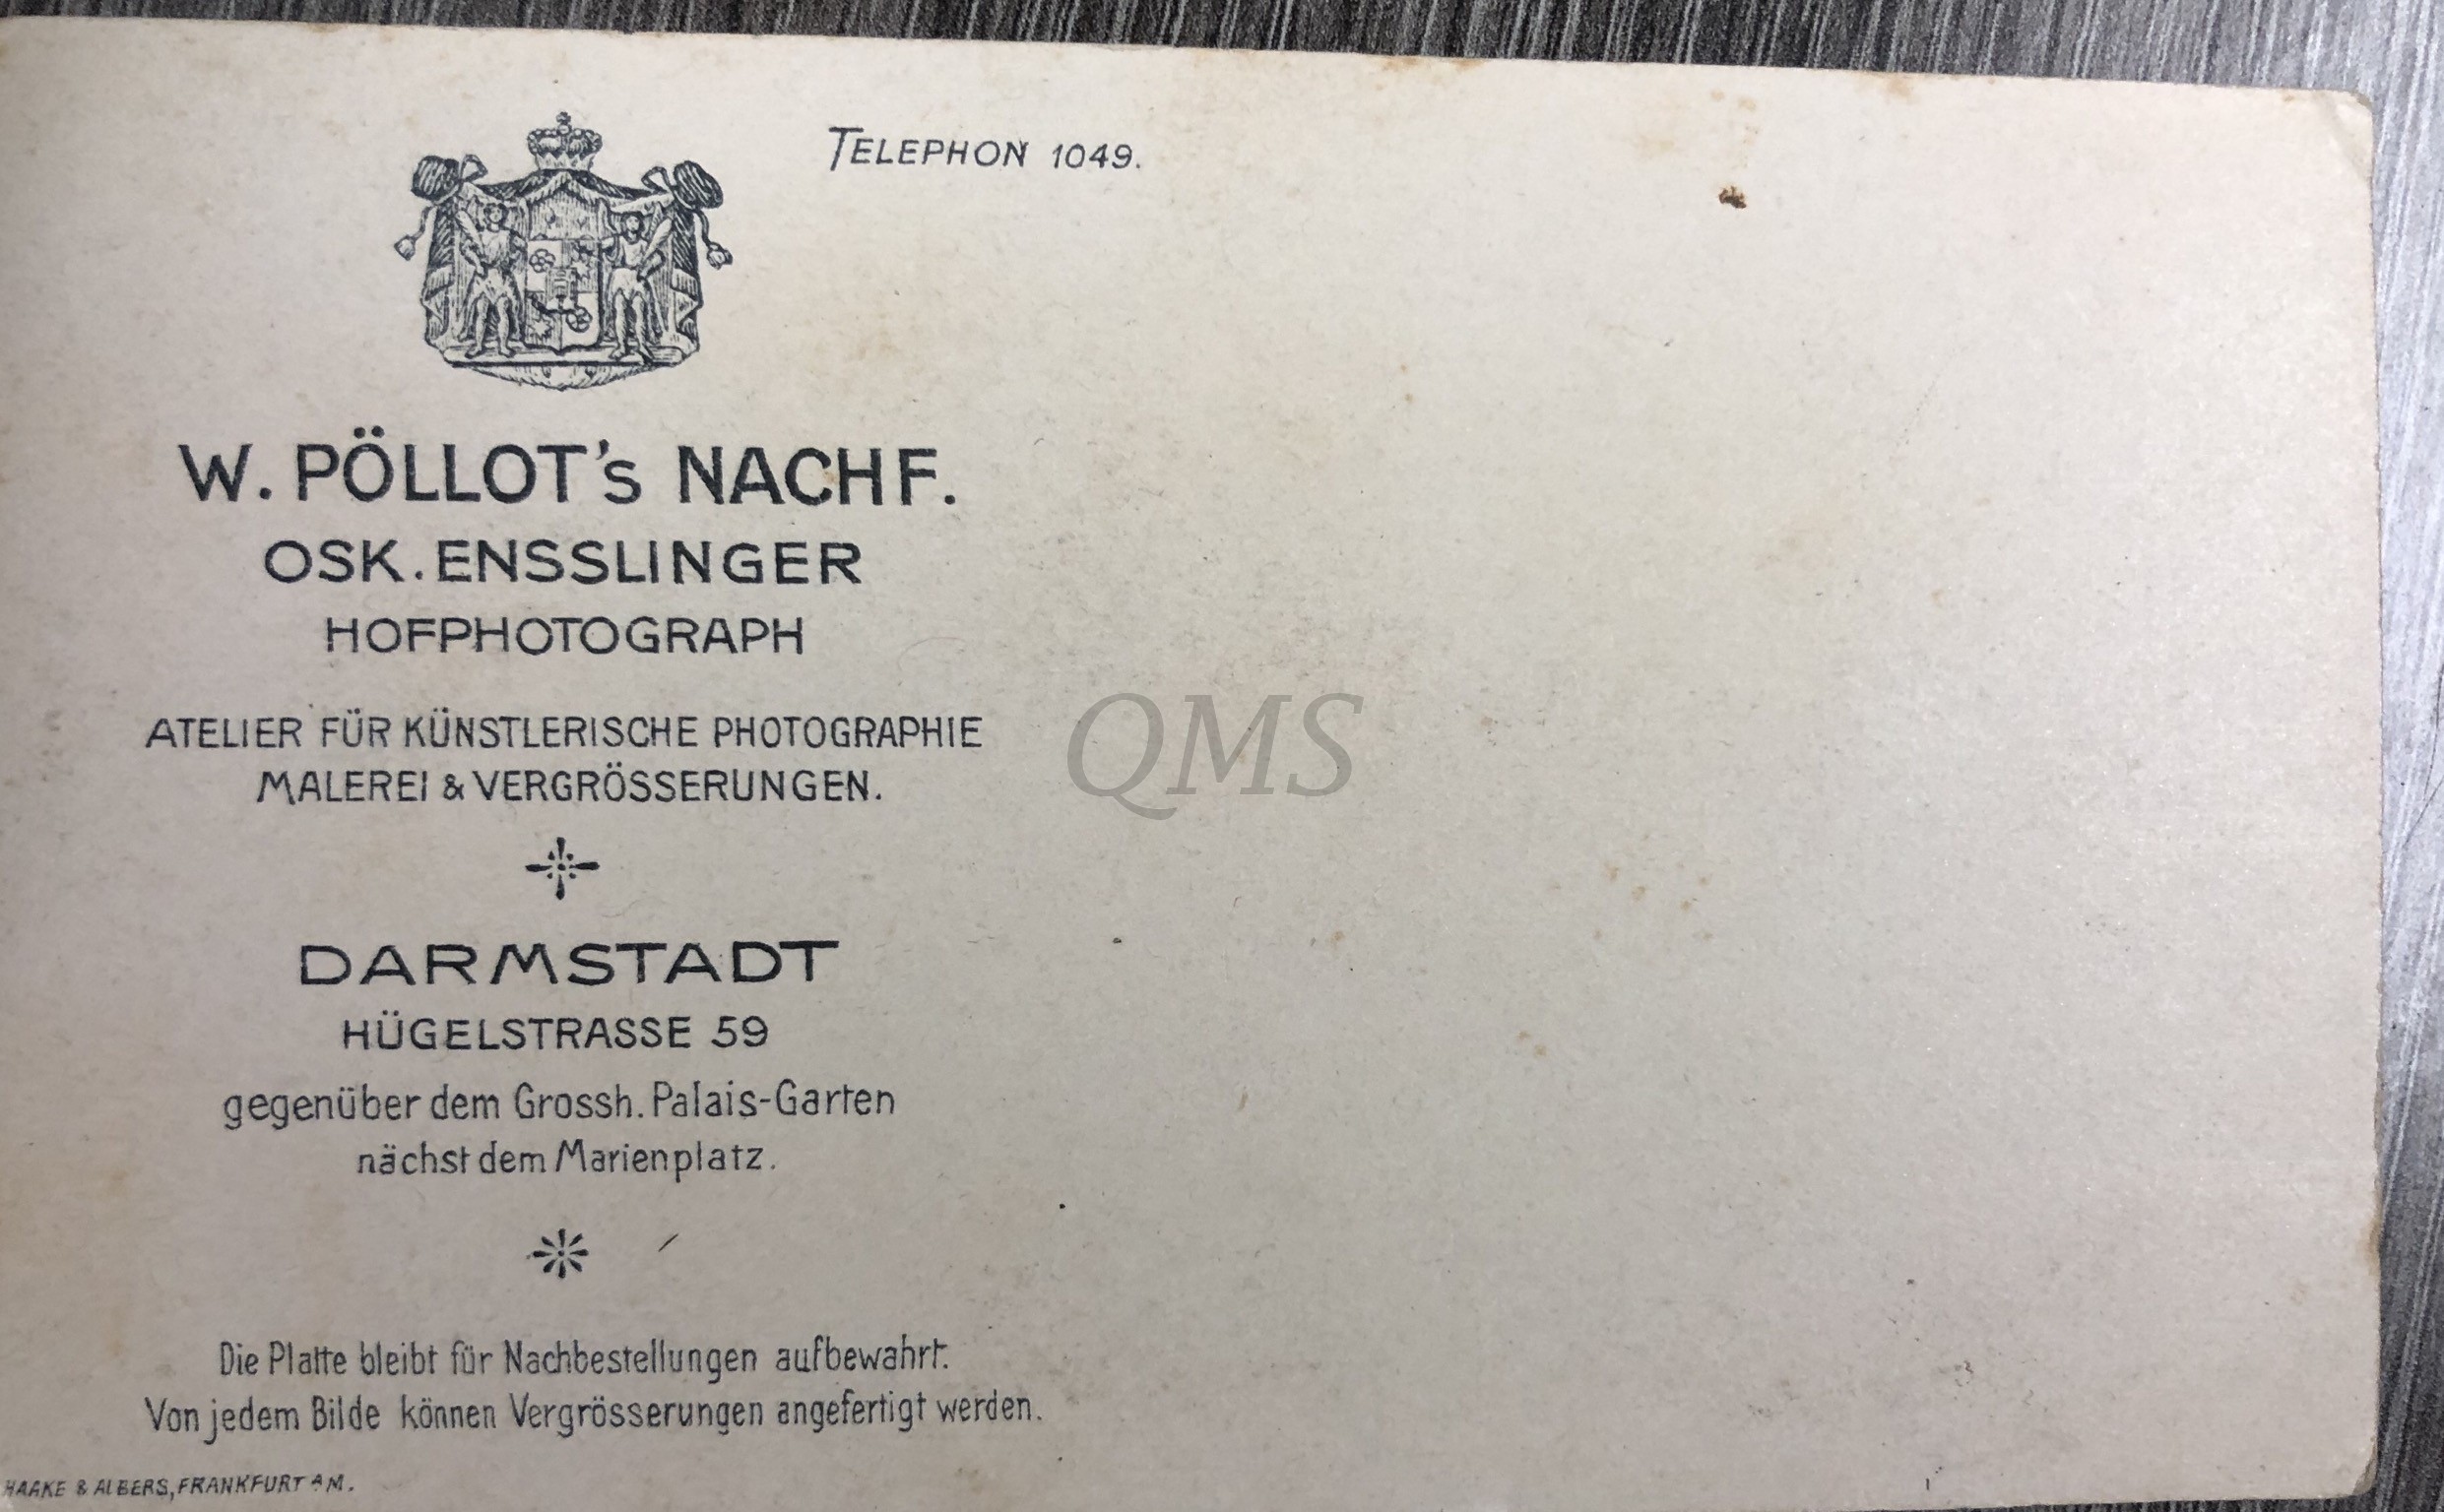 TELEPHON 1049.
W. PÖLLOT's NACHF.
OSK. ENSSLINGER
HOFPHOTOGRAPH
ATELIER FÜR KÜNSTLERISCHE PHOTOGRAPHIE
MALEREI & VERGRÖSSERUNGEN.
QMS
DARMSTADT
HÜGELSTRASSE 59
gegenüber dem Grossh. Palais-Garten
nächst dem Marienplatz.
Die Platte bleibt für Nachbestellungen aufbewahrt.
Von jedem Bilde können Vergrösserungen angefertigt werden.
HAAKE & ALBERS, FRANKFURT A M.